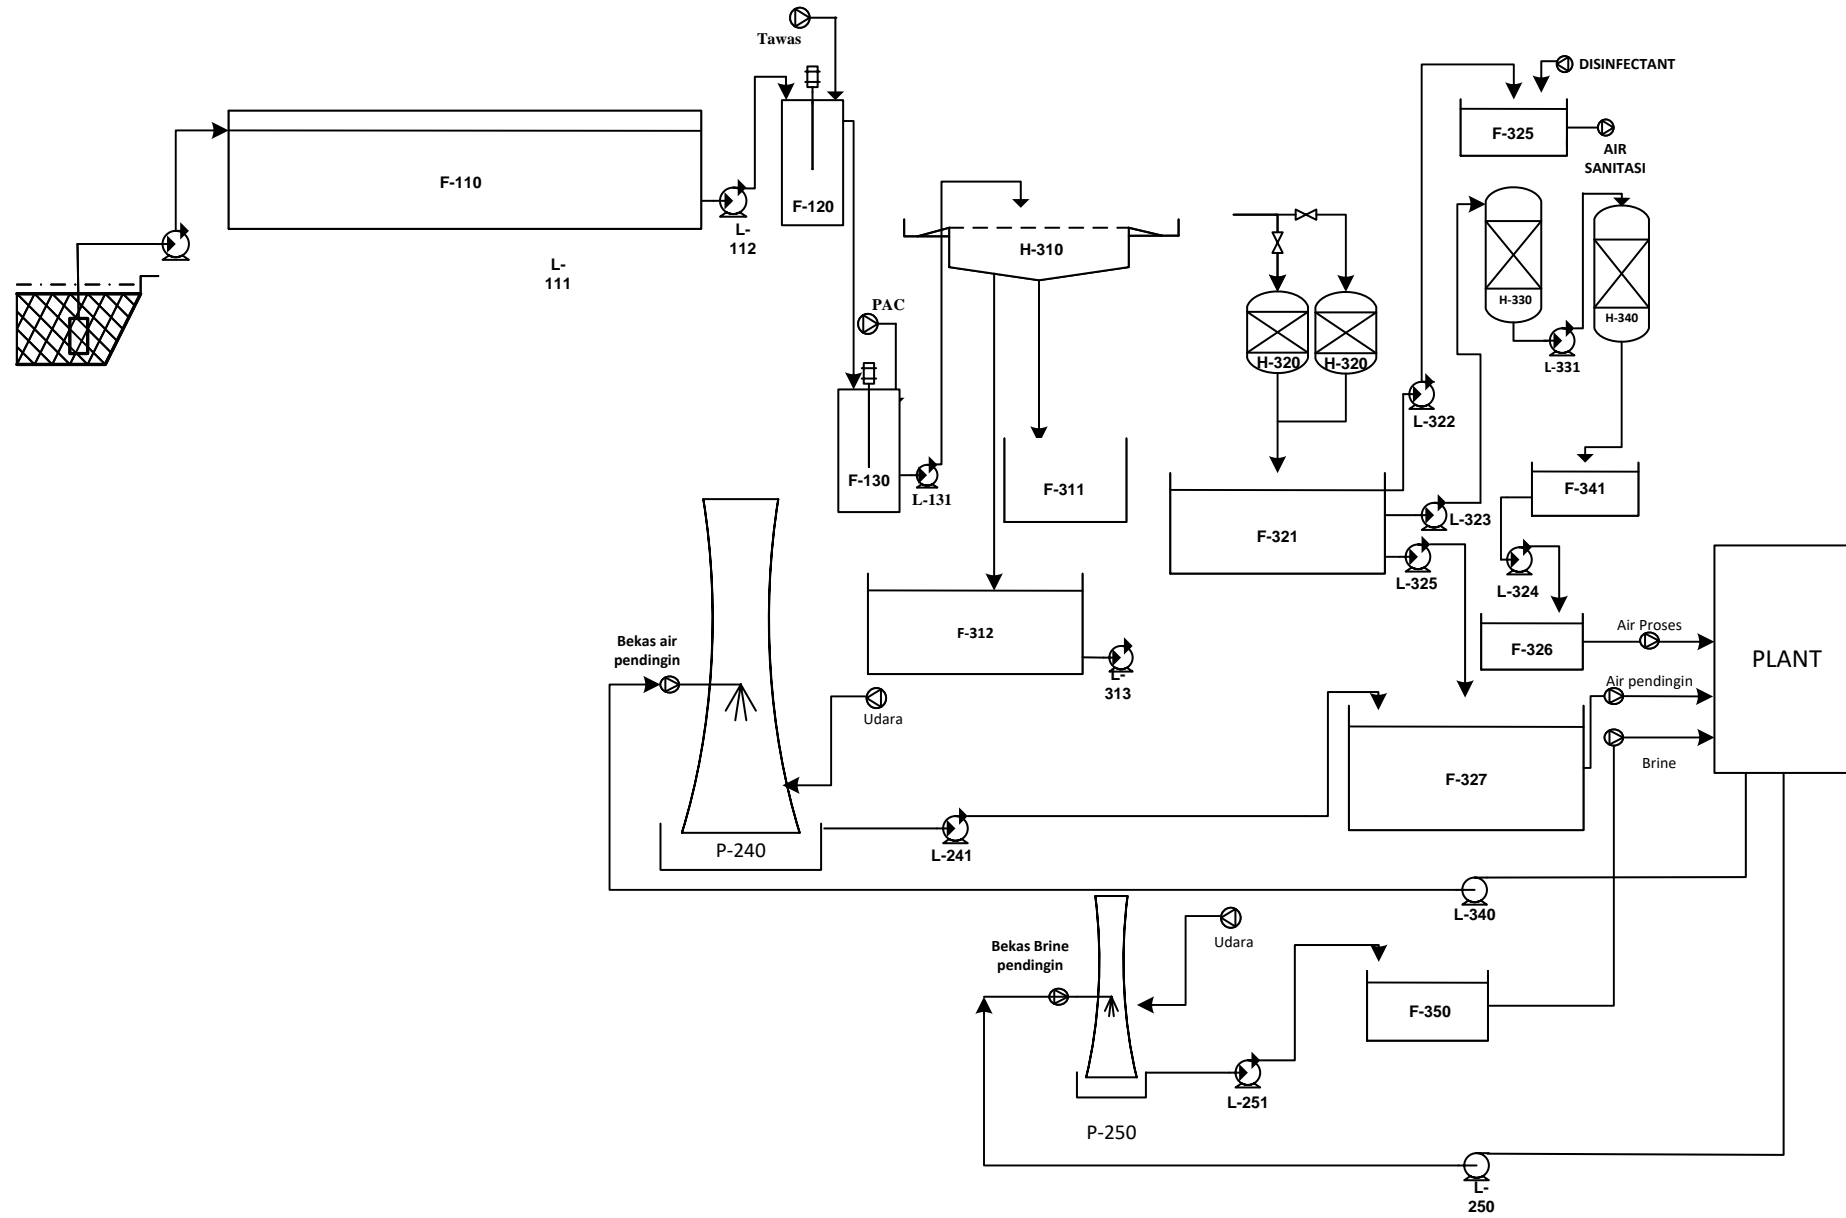 Tawas
DISINFECTANT
F-325
AIR
SANITASI
F-110
F-120
L-
112
L-
111
H-310
PAC
H-330
H-340
L-331
H-320
H-320
L-322
F-130
L-131
F-311
F-321
L-323
L-325
F-341
L-324
F-312
L-
313
Bekas air
pendingin
Udara
Air Proses
F-326
PLANT
Air pendingin
Brine
F-327
P-240
L-241
L-340
Bekas Brine
pendingin
Udara
F-350
L-251
P-250
L-
250